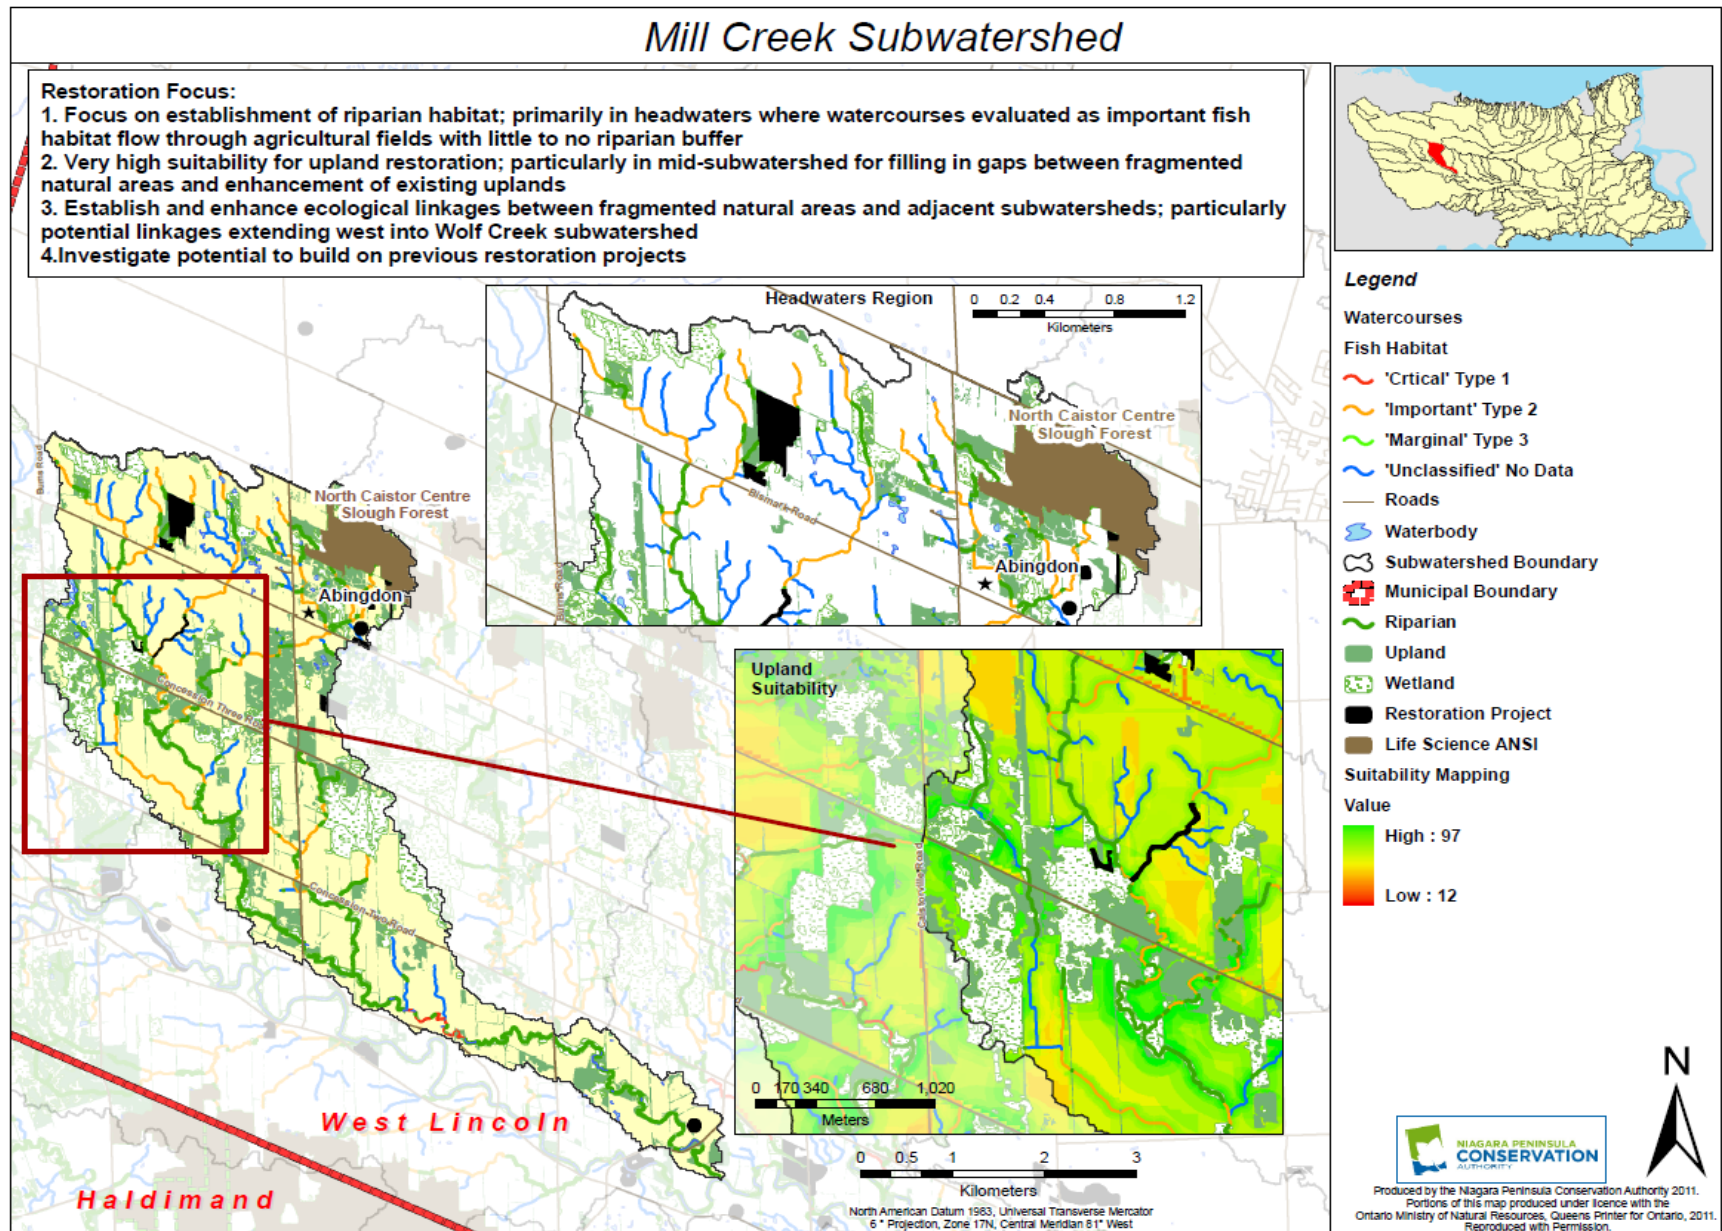 Mill Creek Subwatershed
Restoration Focus:
1. Focus on establishment of riparian habitat; primarily in headwaters where watercourses evaluated as important fish
habitat flow through agricultural fields with little to no riparian buffer
2. Very high suitability for upland restoration; particularly in mid-subwatershed for filling in gaps between fragmented
natural areas and enhancement of existing uplands
3. Establish and enhance ecological linkages between fragmented natural areas and adjacent subwatersheds; particularly
potential linkages extending west into Wolf Creek subwatershed
4.Investigate potential to build on previous restoration projects
Headwaters Region
0 0.2 0.4 0.8 1.2
Kilometers
North Caistor Centre
Slough Forest
Bismark Road
Abingdon
Burns Road
Burns Road
North Caistor Centre
Slough Forest
Abingdon
Concession Three
Concession Two Road
Upland
Suitability
Caistorville Road
0 170 340 680 1,020
Meters
West Lincoln
Haldimand
0 0.5 1 2 3
Kilometers
North American Datum 1983, Universal Transverse Mercator
6 ° Projection, Zone 17N, Central Meridian 81° West
Legend
Watercourses
Fish Habitat
'Crtical' Type 1
'Important' Type 2
'Marginal' Type 3
'Unclassified' No Data
Roads
Waterbody
Subwatershed Boundary
Municipal Boundary
Riparian
Upland
Wetland
Restoration Project
Life Science ANSI
Suitability Mapping
Value
High : 97
Low : 12
N
NIAGARA PENINSULA
CONSERVATION
AUTHORITY
Produced by the Niagara Peninsula Conservation Authority 2011.
Portions of this map produced under licence with the
Ontario Ministry of Natural Resources, Queens Printer for Ontario, 2011.
Reproduced with Permission.